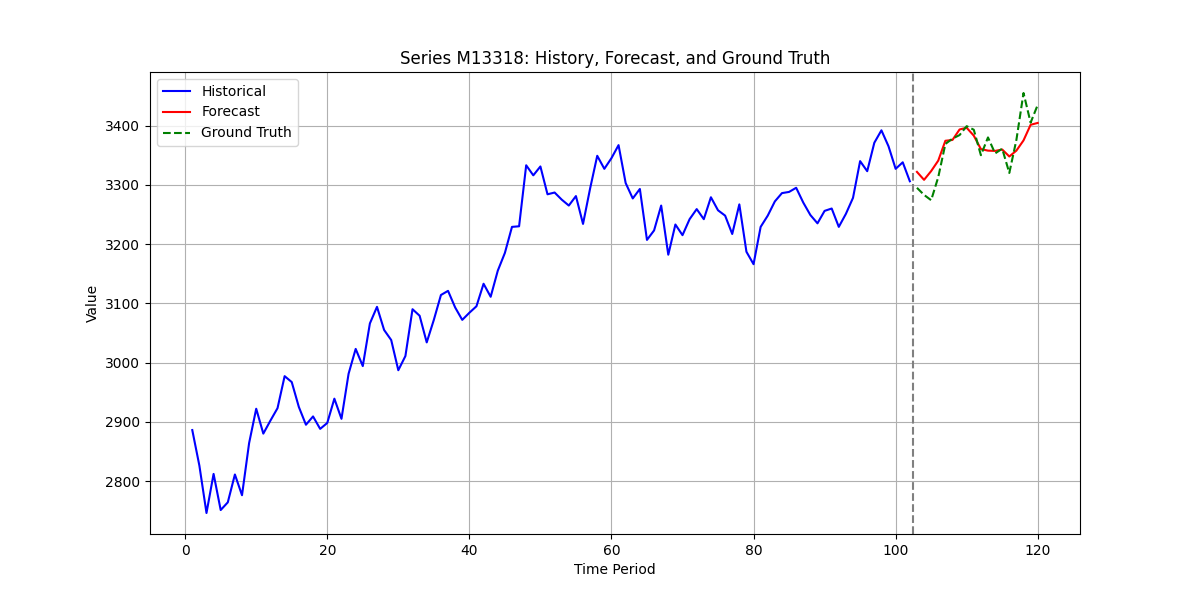 Series M13318: History, Forecast, and Ground Truth
Historical
Forecast
Ground Truth
3400
3300
3200
3100
3000
2900
2800
Value
0 20 40 60 80 100 120
Time Period